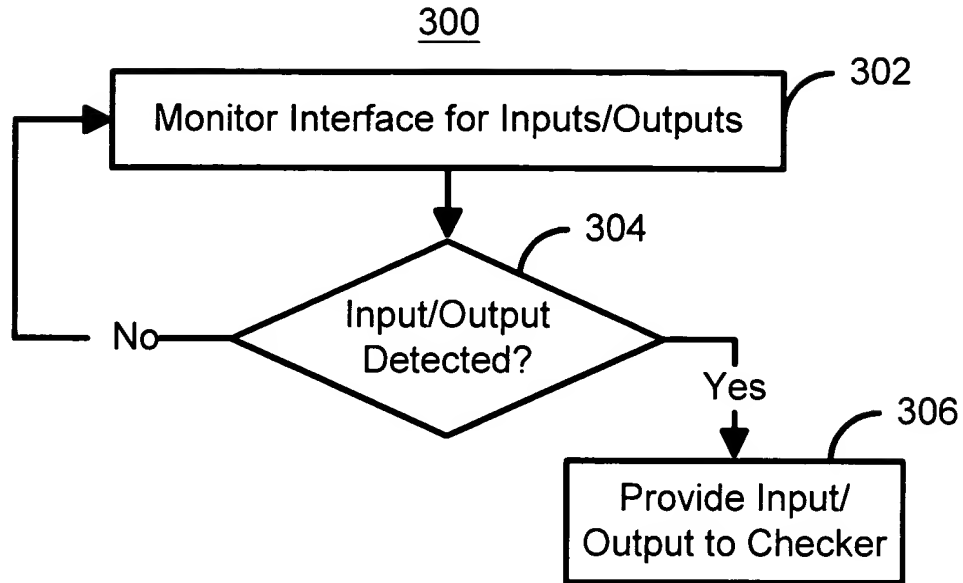 300
302
Monitor Interface for Inputs/Outputs
304
Input/Output
Detected?
No
Yes
306
Provide Input/
Output to Checker